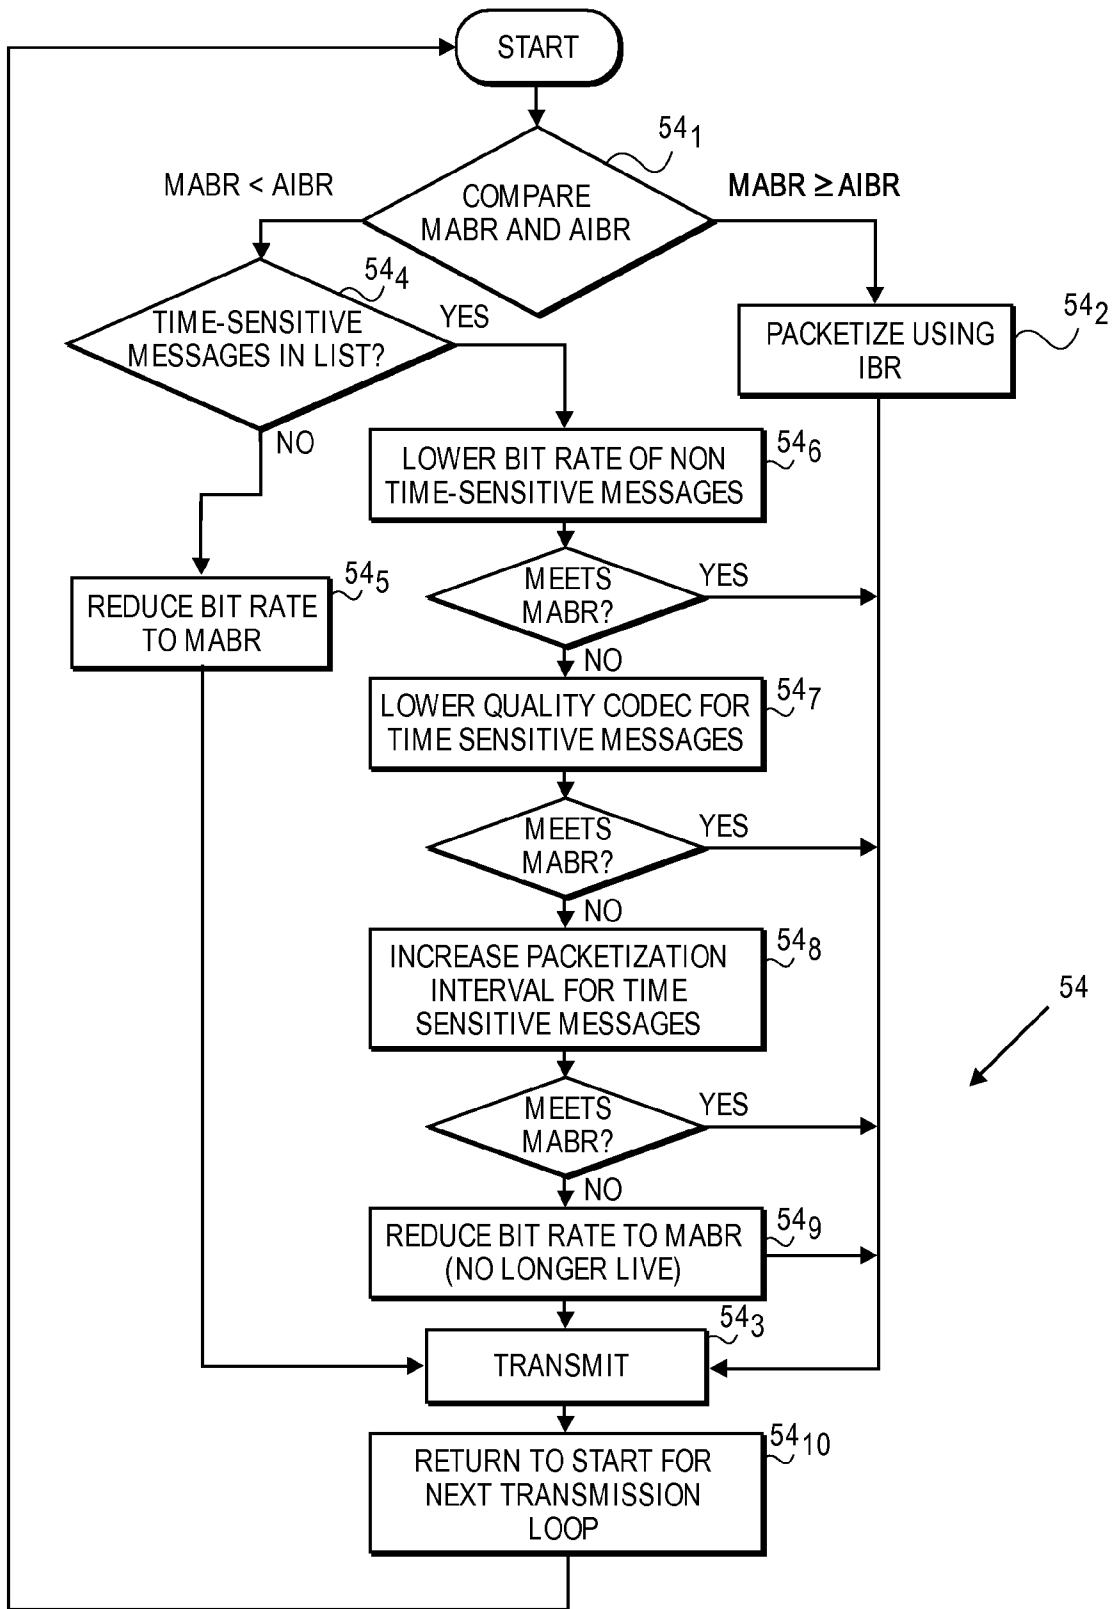 START
54₁
MABR < AIBR
MABR ≥ AIBR
COMPARE
MABR AND AIBR
54₄
TIME-SENSITIVE
MESSAGES IN LIST?
YES
NO
54₂
PACKETIZE USING
IBR
54₆
LOWER BIT RATE OF NON
TIME-SENSITIVE MESSAGES
MEETS
MABR?
YES
NO
54₅
REDUCE BIT RATE
TO MABR
54₇
LOWER QUALITY CODEC FOR
TIME SENSITIVE MESSAGES
MEETS
MABR?
YES
NO
54₈
INCREASE PACKETIZATION
INTERVAL FOR TIME
SENSITIVE MESSAGES
54
MEETS
MABR?
YES
NO
54₉
REDUCE BIT RATE TO MABR
(NO LONGER LIVE)
54₃
TRANSMIT
54₁₀
RETURN TO START FOR
NEXT TRANSMISSION
LOOP